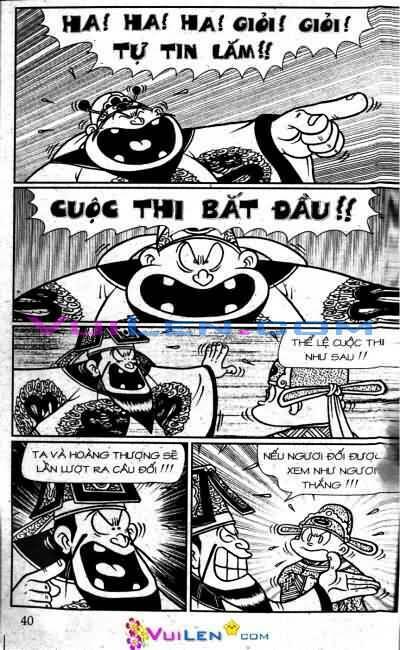 HA! HA! HA! GIỎI! GIỎI!
TỰ TIN LẮM!!
CUỘC THI BẮT ĐẦU!!
VUILEN.COM
THỂ LỆ CUỘC THI
NHƯ SAU!!
TA VÀ HOÀNG THƯỢNG SẼ
LẦN LƯỢT RA CÂU ĐỐI!!!
NẾU NGƯƠI ĐỐI ĐƯỢC
XEM NHƯ NGƯƠI
THẮNG!!!
40
VUILEN COM